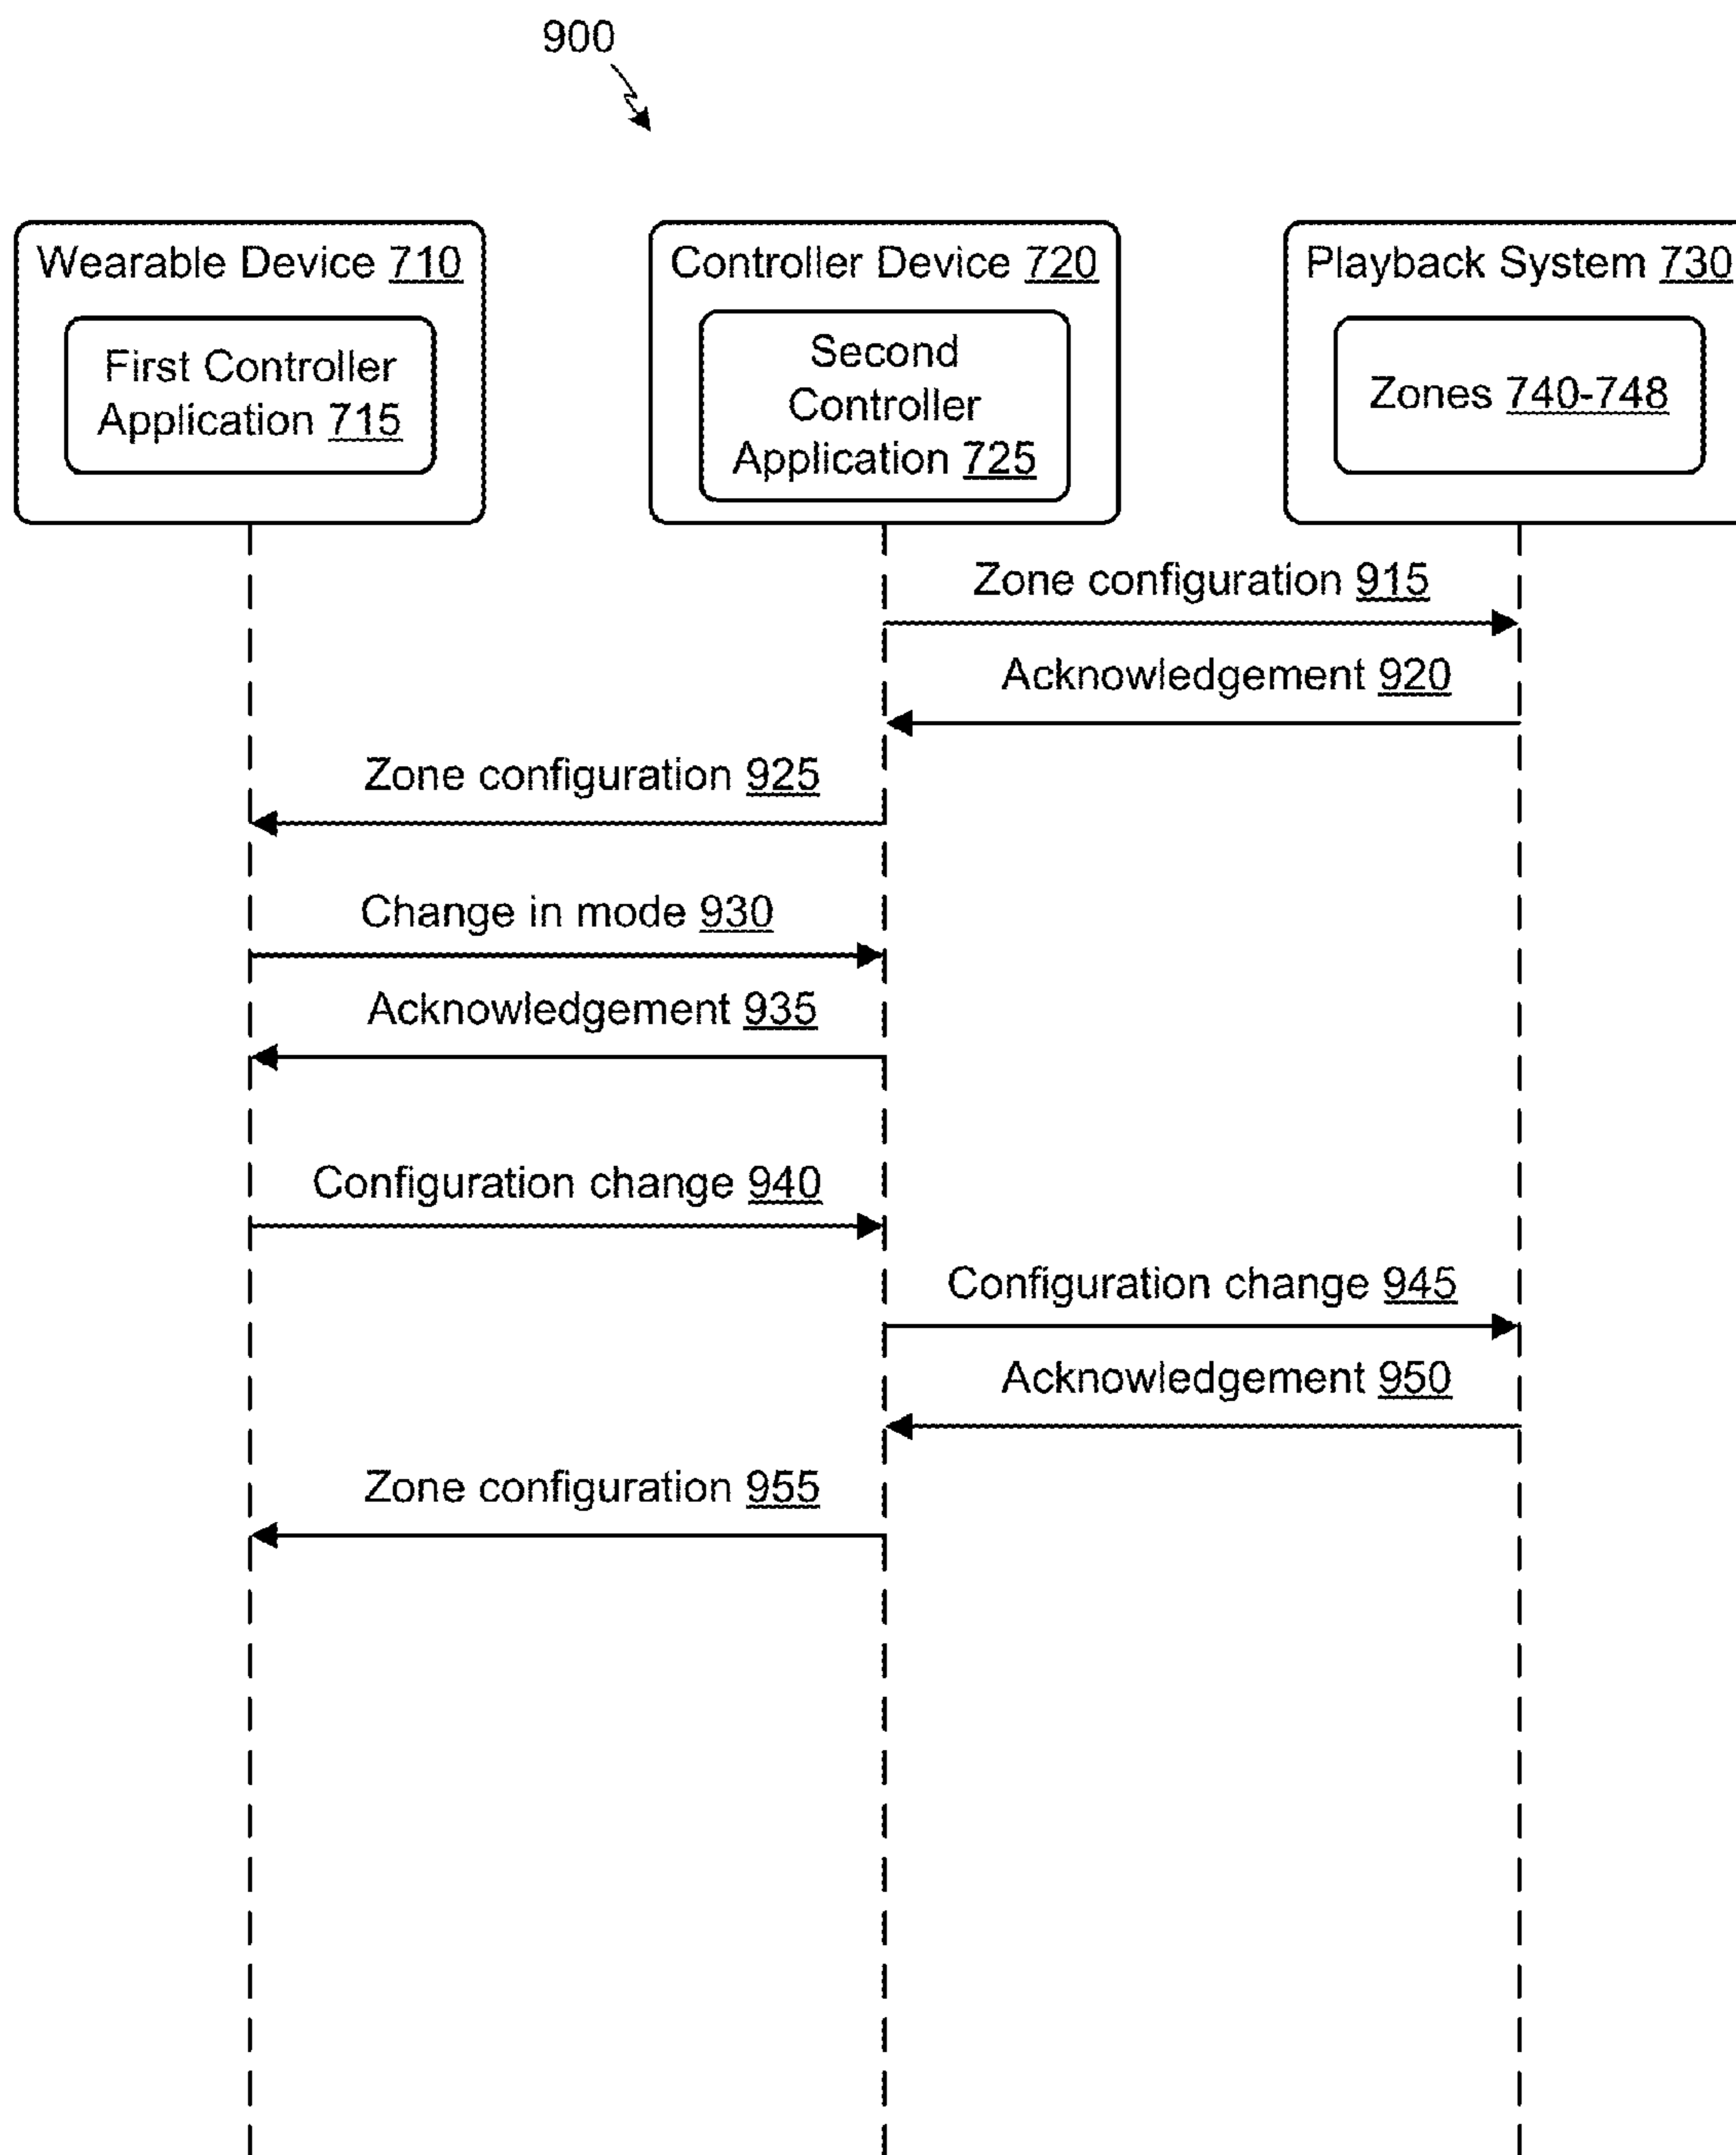 900
Wearable Device 710
First Controller
Application 715
Controller Device 720
Second
Controller
Application 725
Playback System 730
Zones 740-748
Zone configuration 915
Acknowledgement 920
Zone configuration 925
Change in mode 930
Acknowledgement 935
Configuration change 940
Configuration change 945
Acknowledgement 950
Zone configuration 955